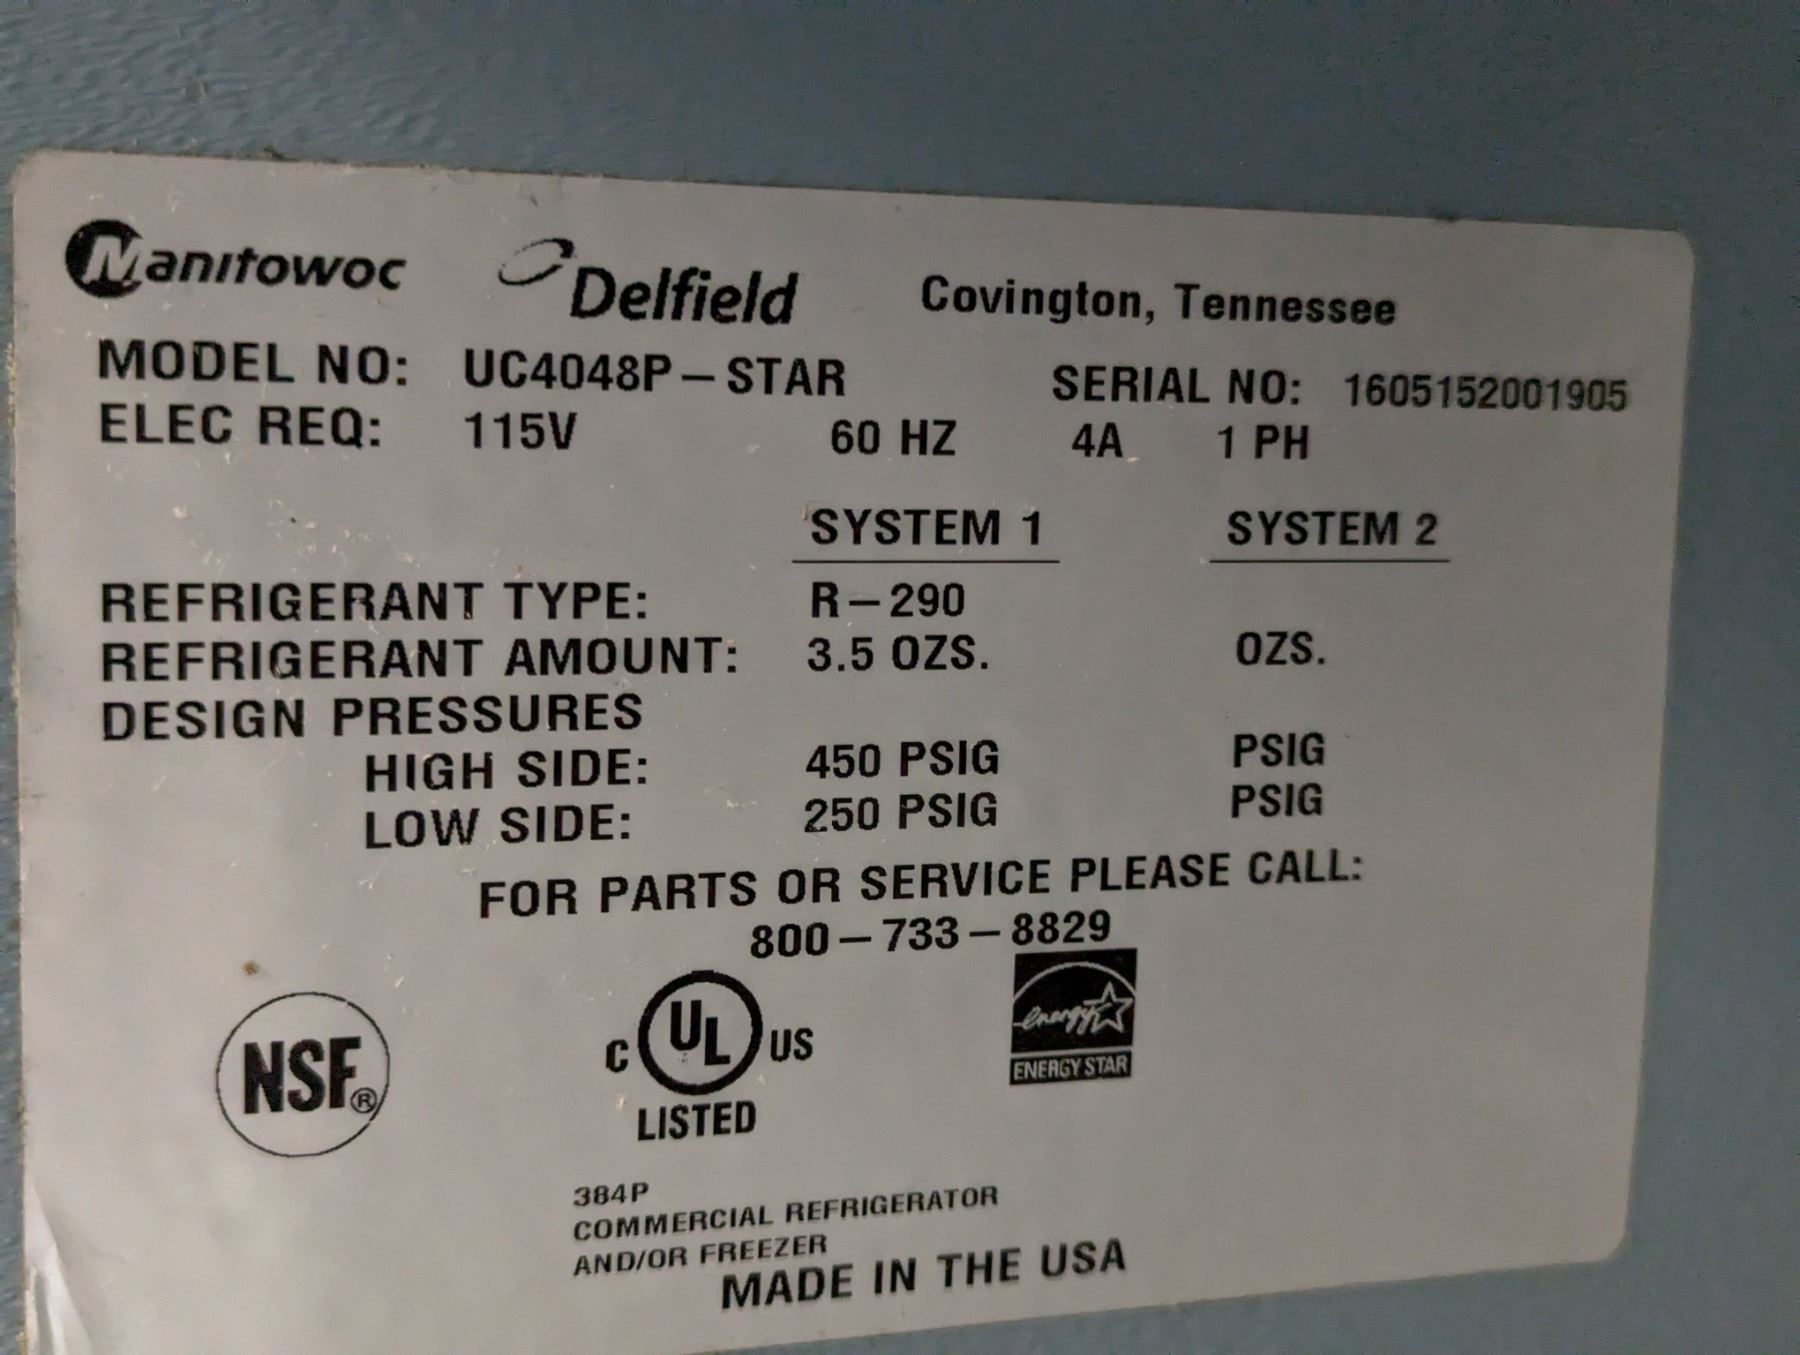 Manitowoc Delfield Covington, Tennessee
MODEL NO: UC4048P-STAR SERIAL NO: 1605152001905
ELEC REQ: 115V 60 HZ 4A 1 PH
SYSTEM 1 SYSTEM 2
REFRIGERANT TYPE: R-290
REFRIGERANT AMOUNT: 3.5 OZS. OZS.
DESIGN PRESSURES
HIGH SIDE: 450 PSIG PSIG
LOW SIDE: 250 PSIG PSIG
FOR PARTS OR SERVICE PLEASE CALL:
800-733-8829
NSF®
C UL US
LISTED
energy
ENERGY STAR
384P
COMMERCIAL REFRIGERATOR
AND/OR FREEZER
MADE IN THE USA